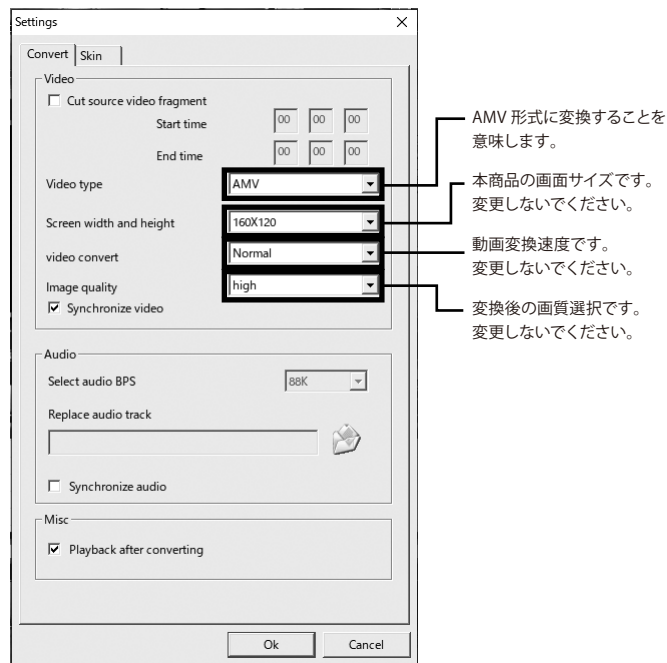 Settings
Convert Skin
Video
Cut source video fragment
Start time 00 00 00
End time 00 00 00
Video type AMV
Screen width and height 160X120
video convert Normal
Image quality high
Synchronize video
Audio
Select audio BPS 88K
Replace audio track
Synchronize audio
Misc
Playback after converting
Ok Cancel
AMV 形式に変換することを
意味します。
本商品の画面サイズです。
変更しないでください。
動画変換速度です。
変更しないでください。
変換後の画質選択です。
変更しないでください。